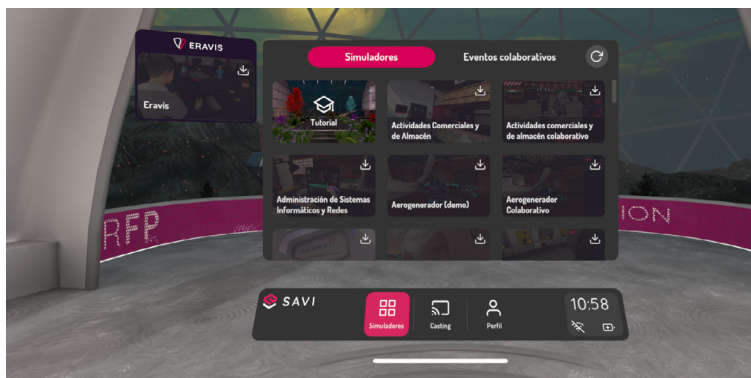 ERAVIS
Eravis
Simuladores
Eventos colaborativos
Tutorial
Actividades Comerciales y
de Almacén
Actividades comerciales y
de almacén colaborativo
Administración de Sistemas
Informáticos y Redes
Aerogenerador (demo)
Aerogenerador
Colaborativo
RFP
ION
SAVI
Simuladores
Casting
Perfil
10:58